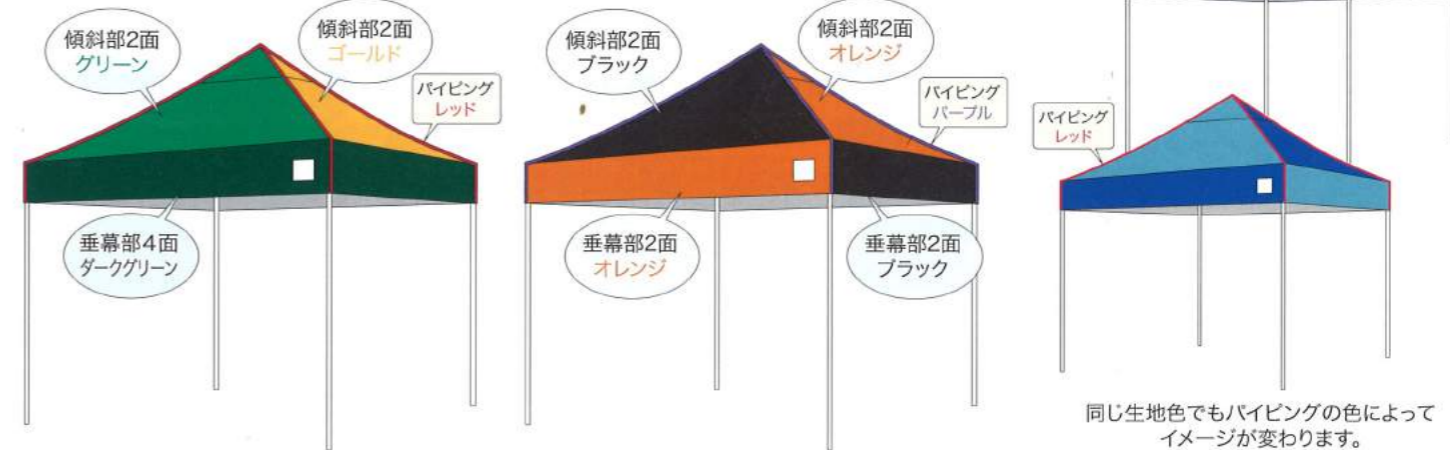 傾斜部2面
グリーン
傾斜部2面
ゴールド
パイピング
レッド
垂幕部4面
ダークグリーン
傾斜部2面
ブラック
傾斜部2面
オレンジ
パイピング
パープル
垂幕部2面
オレンジ
垂幕部2面
ブラック
パイピング
レッド
同じ生地色でもパイピングの色によって
イメージが変わります。